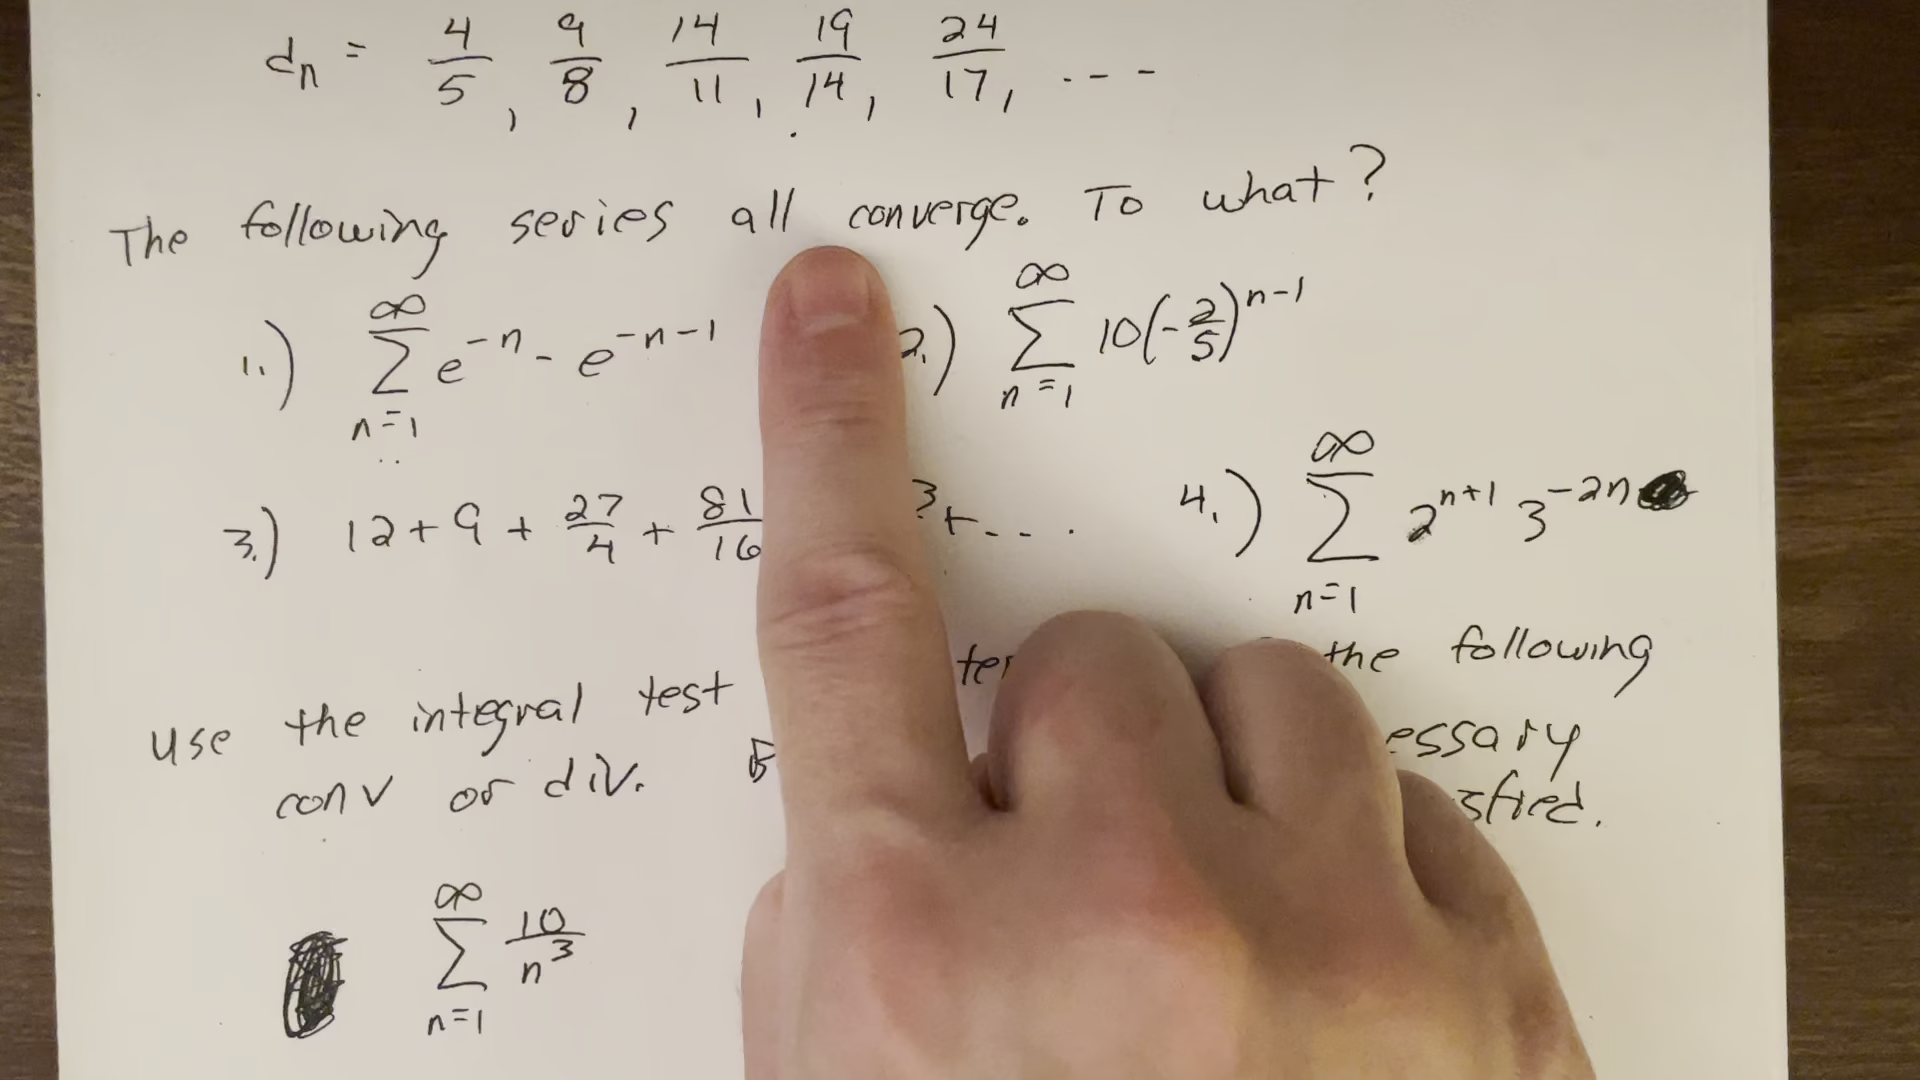 dn = 4/5, 9/8, 14/11, 19/14, 24/17, ---
The following series all converge. To what?
1.) ∞ Σ n=1 e^-n - e^-n-1 2.) ∞ Σ n=1 10(-2/5)^n-1
3.) 12 + 9 + 27/4 + 81/16 + --. 4.) ∞ Σ n=1 2^n+1 3^-2n
Use the integral test the following
conv or div.
∞ Σ n=1 10/n^3